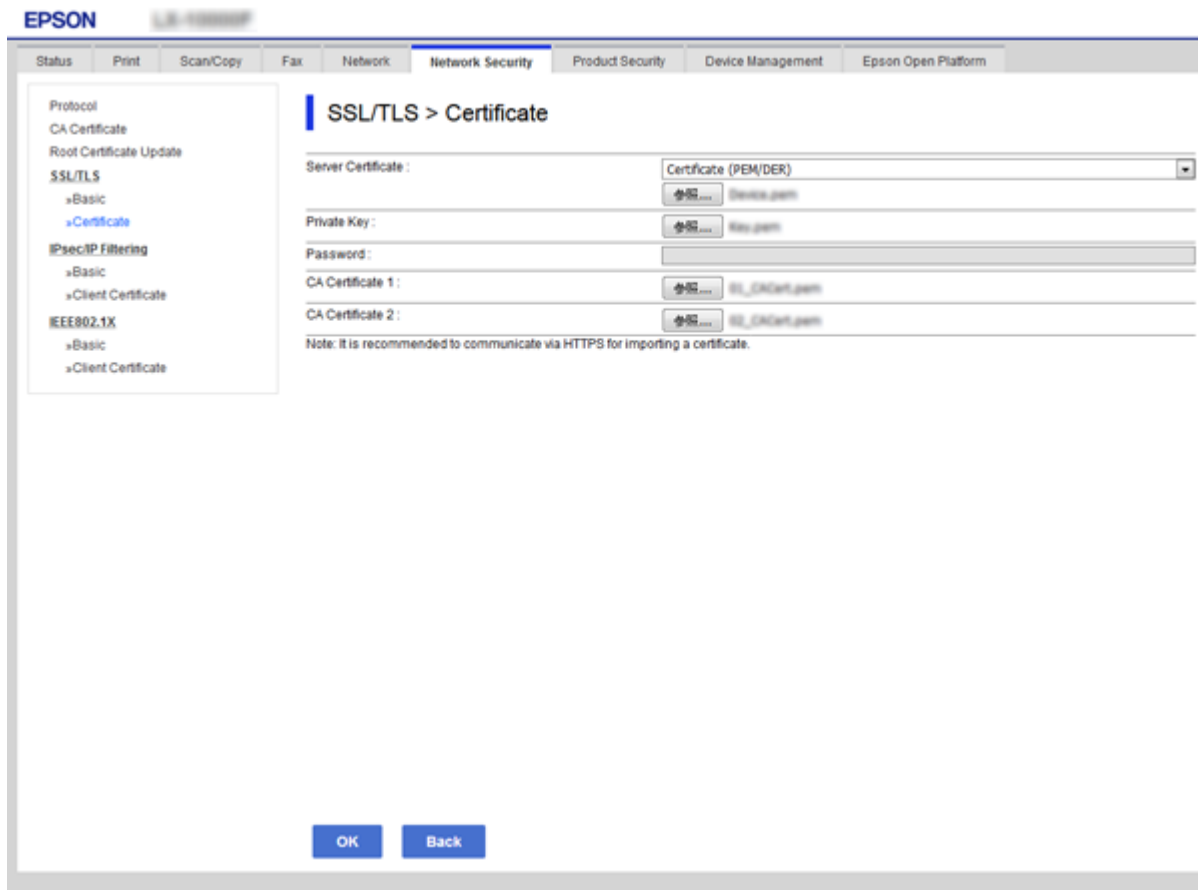 EPSON
Status Print Scan/Copy Fax Network Network Security Product Security Device Management Epson Open Platform
Protocol
CA Certificate
Root Certificate Update
SSL/TLS
»Basic
»Certificate
IPsec/IP Filtering
»Basic
»Client Certificate
IEEE802.1X
»Basic
»Client Certificate
SSL/TLS > Certificate
Server Certificate : Certificate (PEM/DER)
参照...
Private Key : 参照...
Password :
CA Certificate 1 : 参照...
CA Certificate 2 : 参照...
Note: It is recommended to communicate via HTTPS for importing a certificate.
OK Back